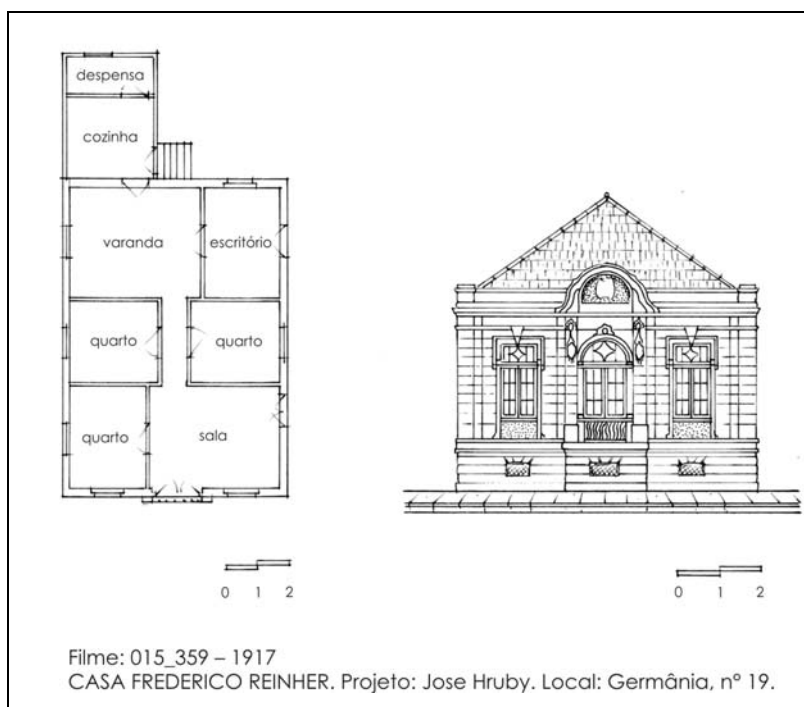 despensa
cozinha
varanda
escritório
quarto
quarto
quarto
sala
0 1 2
0 1 2
Filme: 015_359 – 1917
CASA FREDERICO REINHER. Projeto: Jose Hruby. Local: Germânia, nº 19.